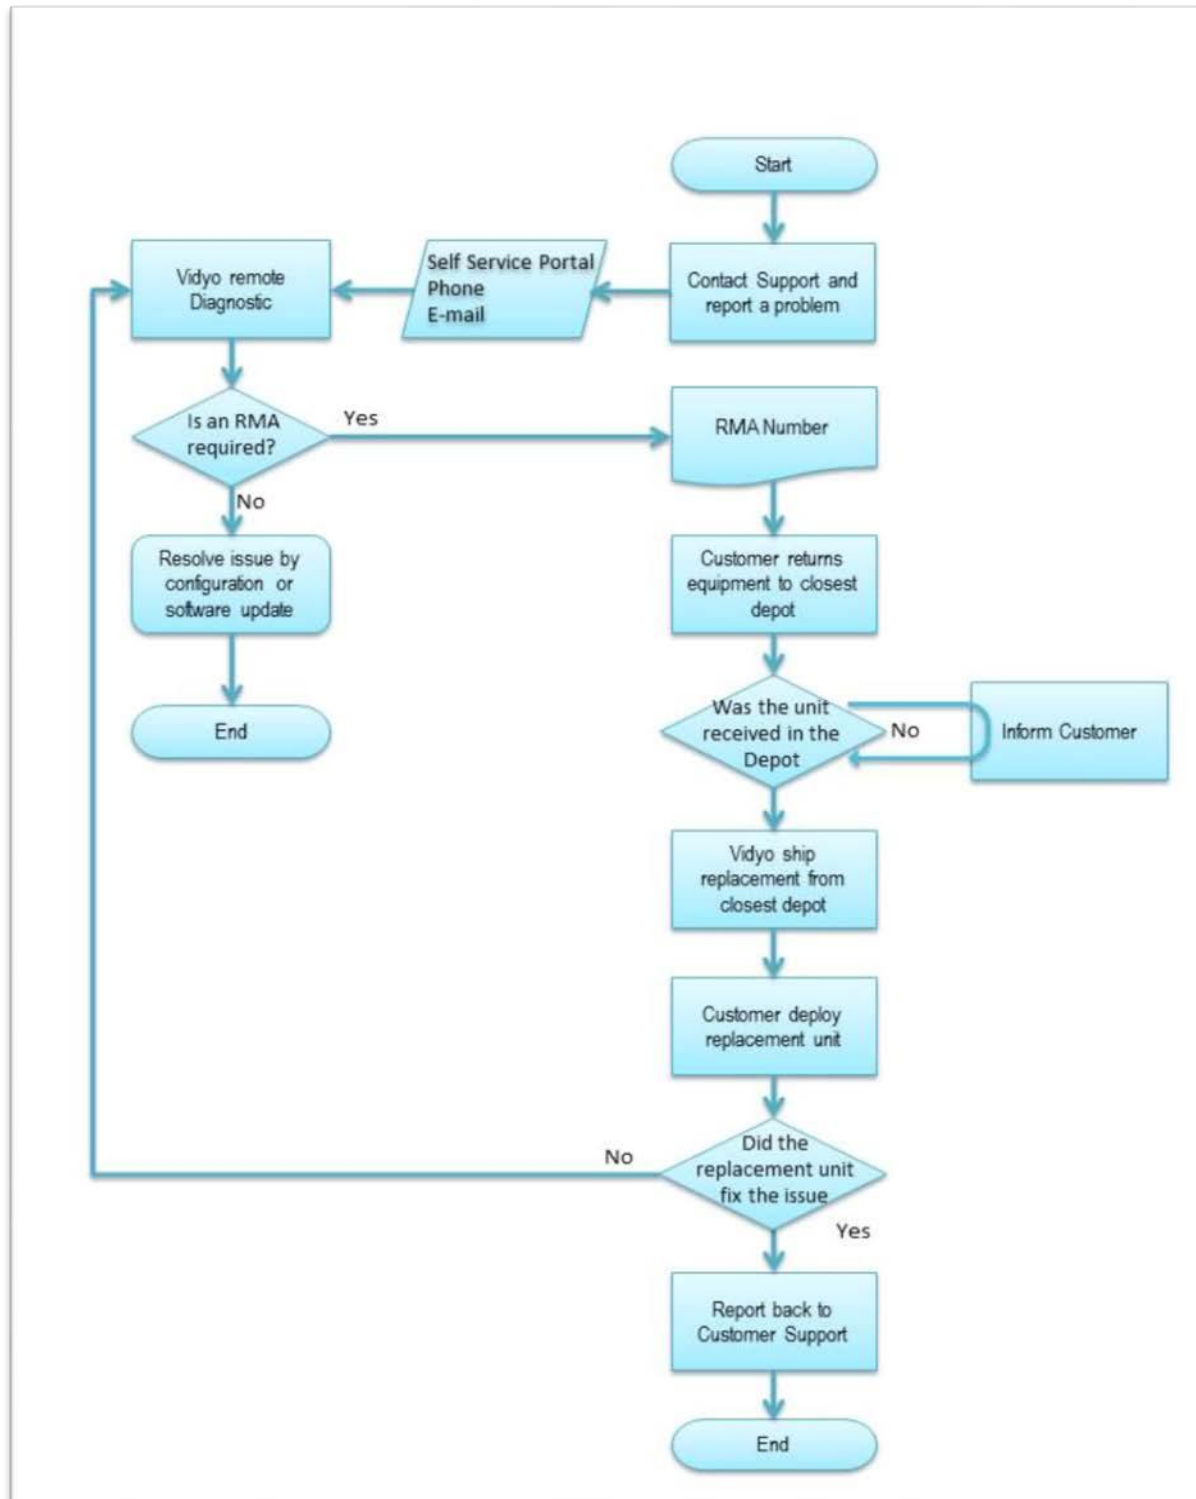 Start
Contact Support and
report a problem
Self Service Portal
Phone
E-mail
Vidyo remote
Diagnostic
Is an RMA
required?
Yes
RMA Number
No
Resolve issue by
configuration or
software update
End
Customer returns
equipment to closest
depot
Was the unit
received in the
Depot
No
Inform Customer
Vidyo ship
replacement from
closest depot
Customer deploy
replacement unit
Did the
replacement unit
fix the issue
No
Yes
Report back to
Customer Support
End